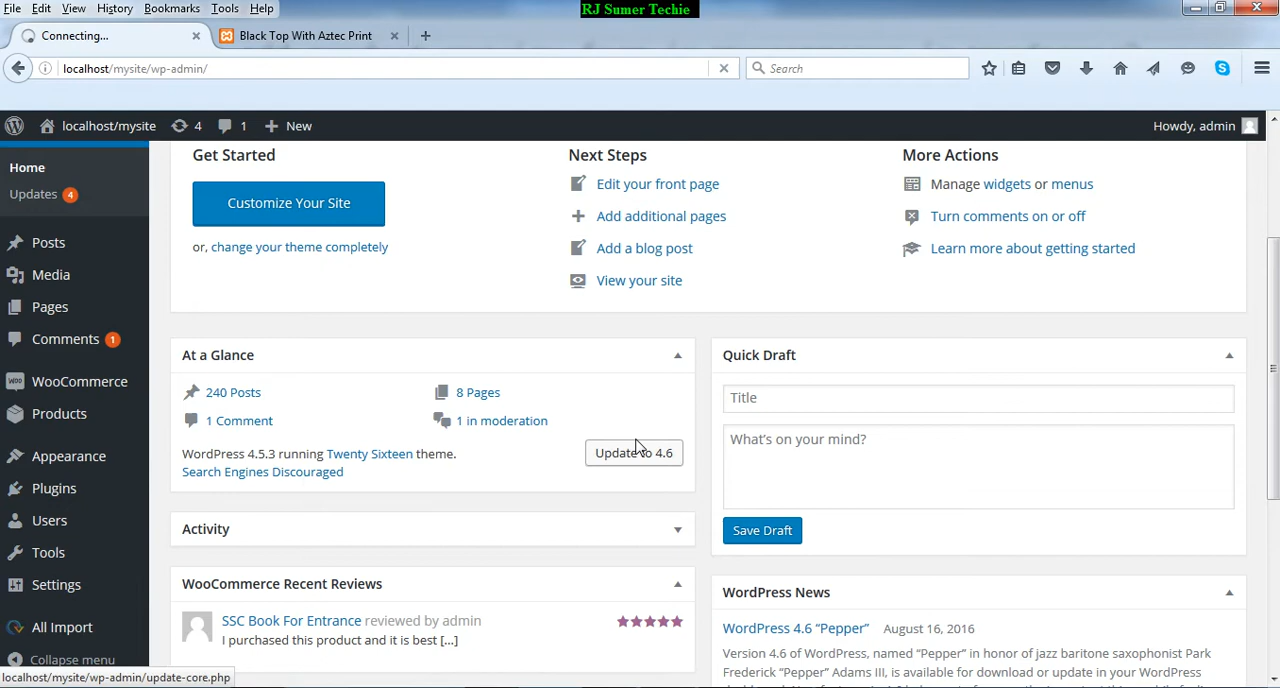 RJ Sumer Techie
File Edit View History Bookmarks Tools Help
Connecting...
Black Top With Aztec Print
localhost/mysite/wp-admin/
Search
localhost/mysite 4 1 New
Howdy, admin
Home
Updates 4
Posts
Media
Pages
Comments 1
WooCommerce
Products
Appearance
Plugins
Users
Tools
Settings
All Import
Collapse menu
Get Started
Customize Your Site
or, change your theme completely
Next Steps
Edit your front page
Add additional pages
Add a blog post
View your site
More Actions
Manage widgets or menus
Turn comments on or off
Learn more about getting started
At a Glance
240 Posts
8 Pages
1 Comment
1 in moderation
WordPress 4.5.3 running Twenty Sixteen theme.
Update to 4.6
Search Engines Discouraged
Activity
WooCommerce Recent Reviews
SSC Book For Entrance reviewed by admin
I purchased this product and it is best [...]
Quick Draft
Title
What's on your mind?
Save Draft
WordPress News
WordPress 4.6 “Pepper” August 16, 2016
Version 4.6 of WordPress, named “Pepper” in honor of jazz baritone saxophonist Park
Frederick “Pepper” Adams III, is available for download or update in your WordPress
localhost/mysite/wp-admin/update-core.php